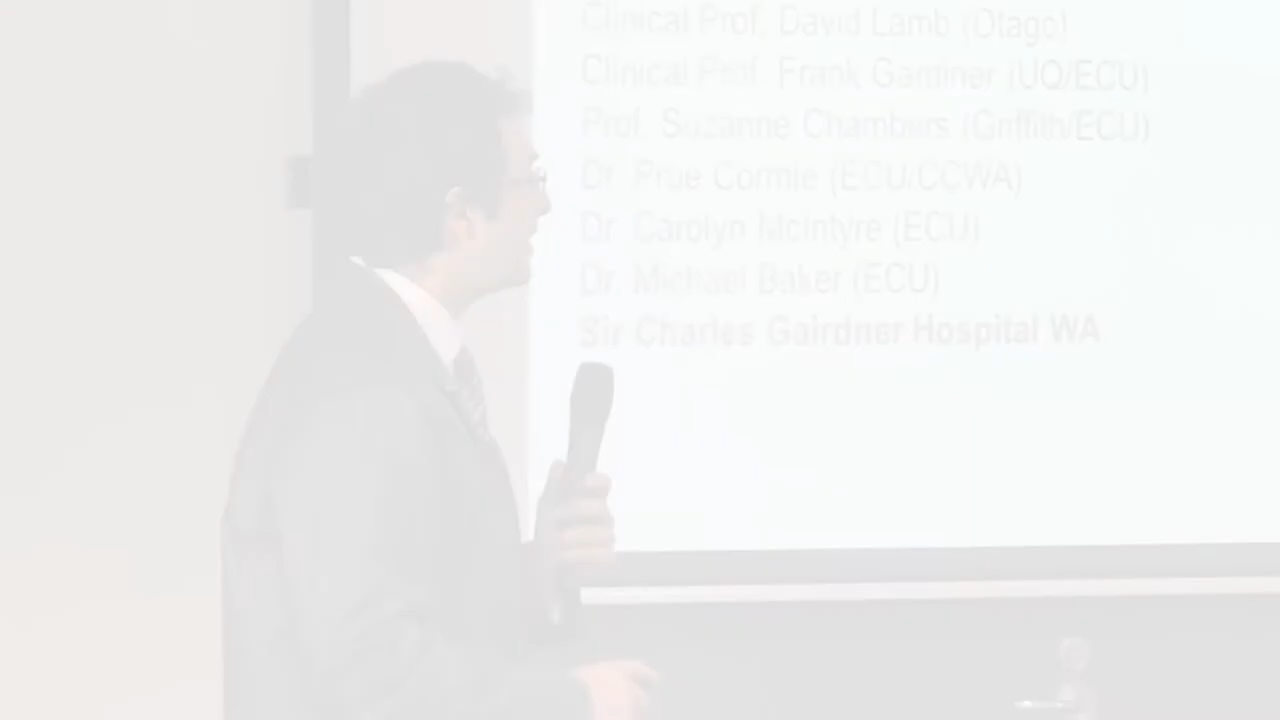 Clinical Prof. David Lamb (Otago)
Clinical Prof. Frank Gardiner (UQ/ECU)
Prof. Suzanne Chambers (Griffith/ECU)
Dr. Prue Cormie (ECU/CCWA)
Dr. Carolyn McIntyre (ECU)
Dr. Michael Baker (ECU)
Sir Charles Gairdner Hospital WA